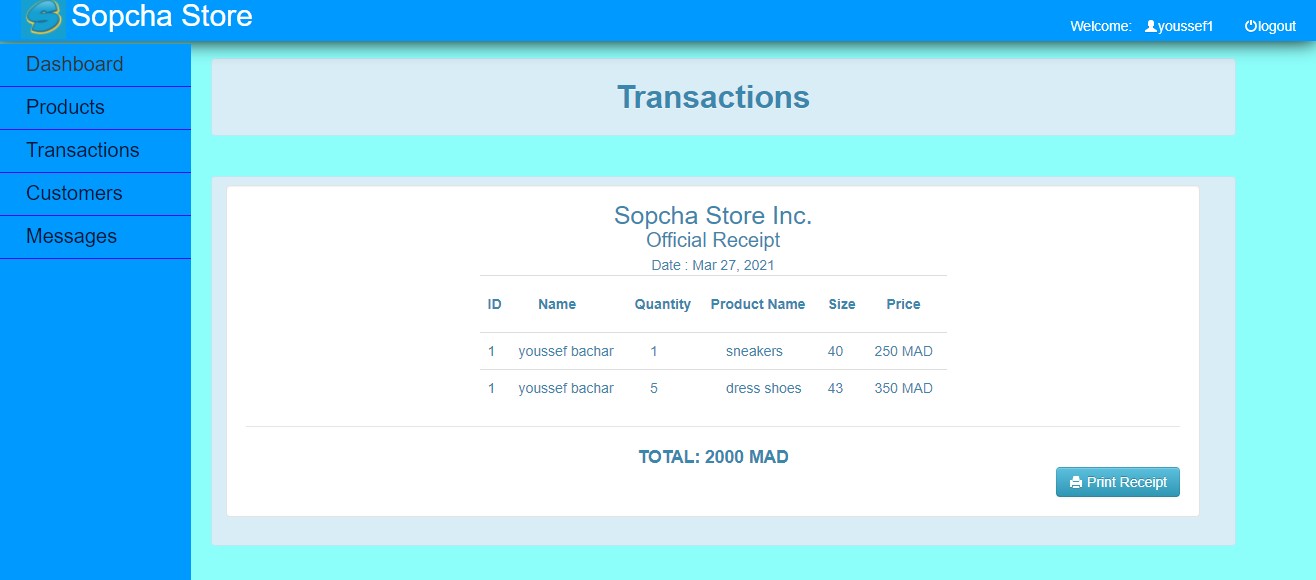 Sopcha Store
Welcome: youssef1 logout
Dashboard
Products
Transactions
Customers
Messages
Transactions
Sopcha Store Inc.
Official Receipt
Date : Mar 27, 2021
ID Name Quantity Product Name Size Price
1 youssef bachar 1 sneakers 40 250 MAD
1 youssef bachar 5 dress shoes 43 350 MAD
TOTAL: 2000 MAD
Print Receipt